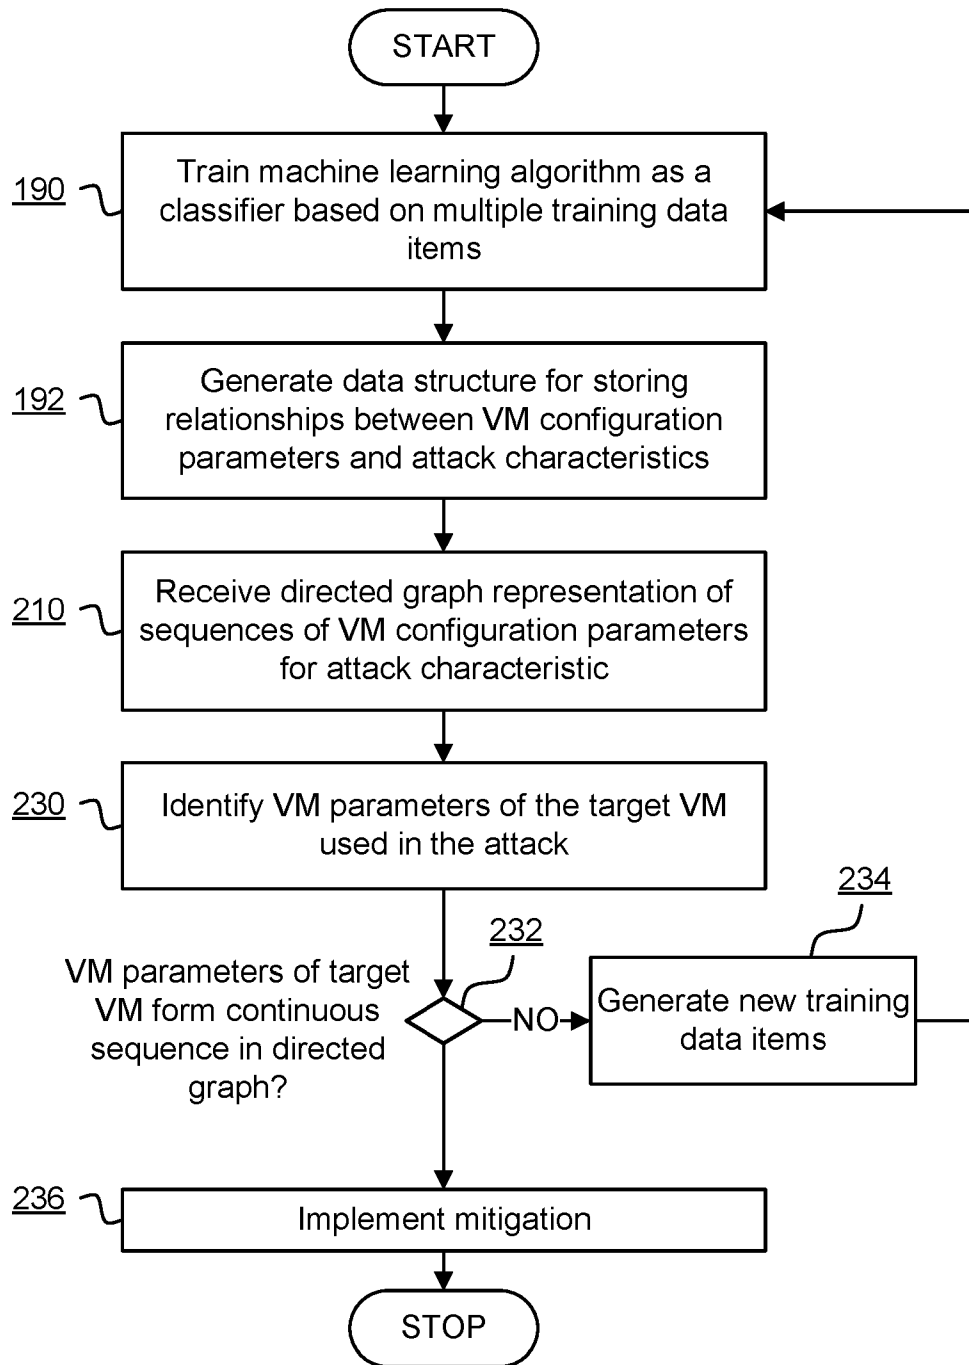 START
190
Train machine learning algorithm as a
classifier based on multiple training data
items
192
Generate data structure for storing
relationships between VM configuration
parameters and attack characteristics
210
Receive directed graph representation of
sequences of VM configuration parameters
for attack characteristic
230
Identify VM parameters of the target VM
used in the attack
232
234
VM parameters of target
VM form continuous
sequence in directed
graph?
NO
Generate new training
data items
236
Implement mitigation
STOP